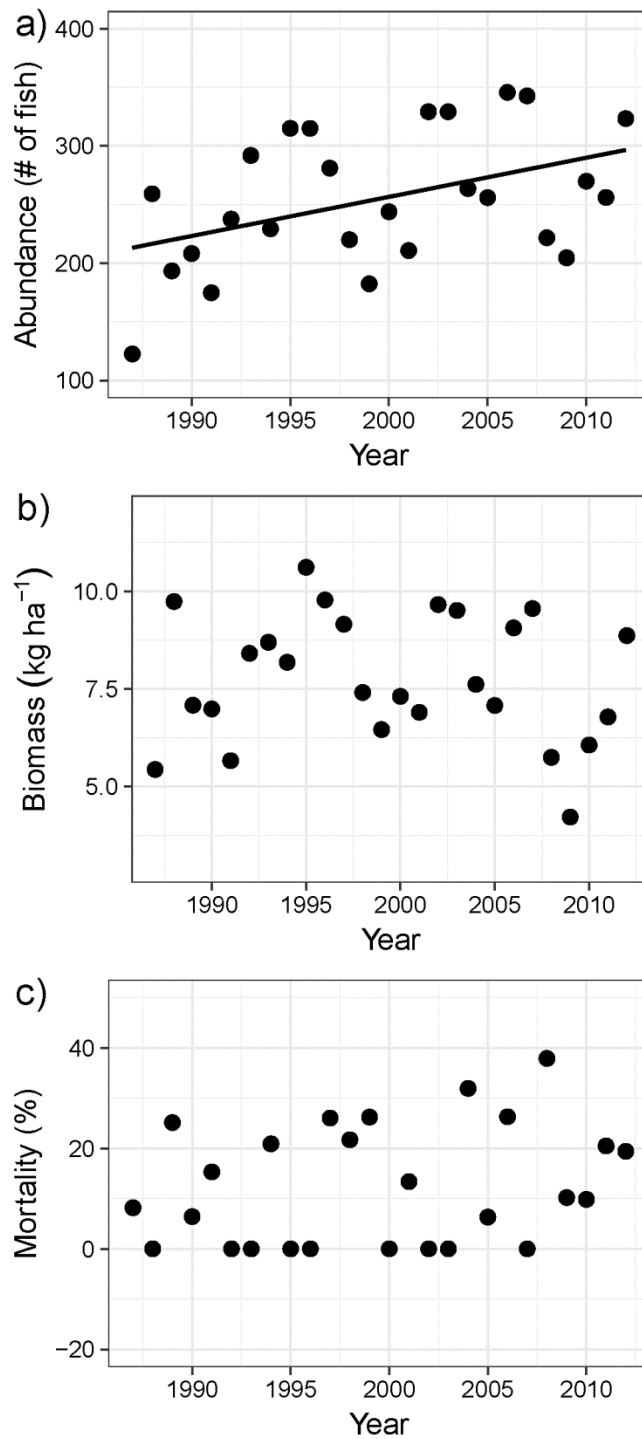 a)
400
300
200
100
Abundance (# of fish)
1990 1995 2000 2005 2010
Year
b)
10.0
7.5
5.0
Biomass (kg ha⁻¹)
1990 1995 2000 2005 2010
Year
c)
40
20
0
−20
Mortality (%)
1990 1995 2000 2005 2010
Year